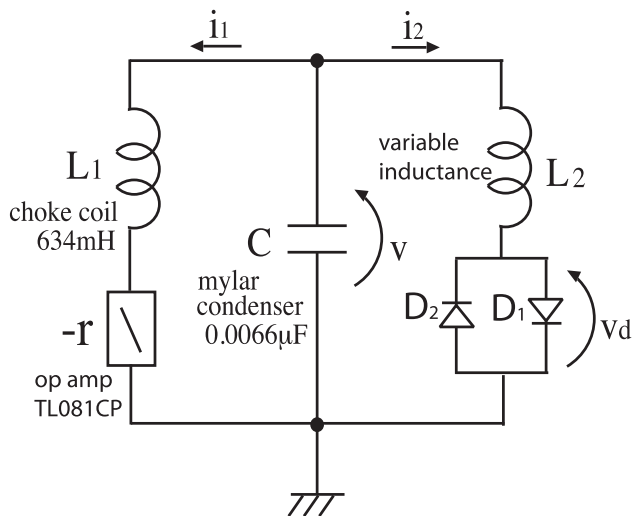 i1
i2
L1
choke coil
634mH
-r
op amp
TL081CP
C
mylar
condenser
0.0066μF
v
variable
inductance
L2
D2
D1
vd